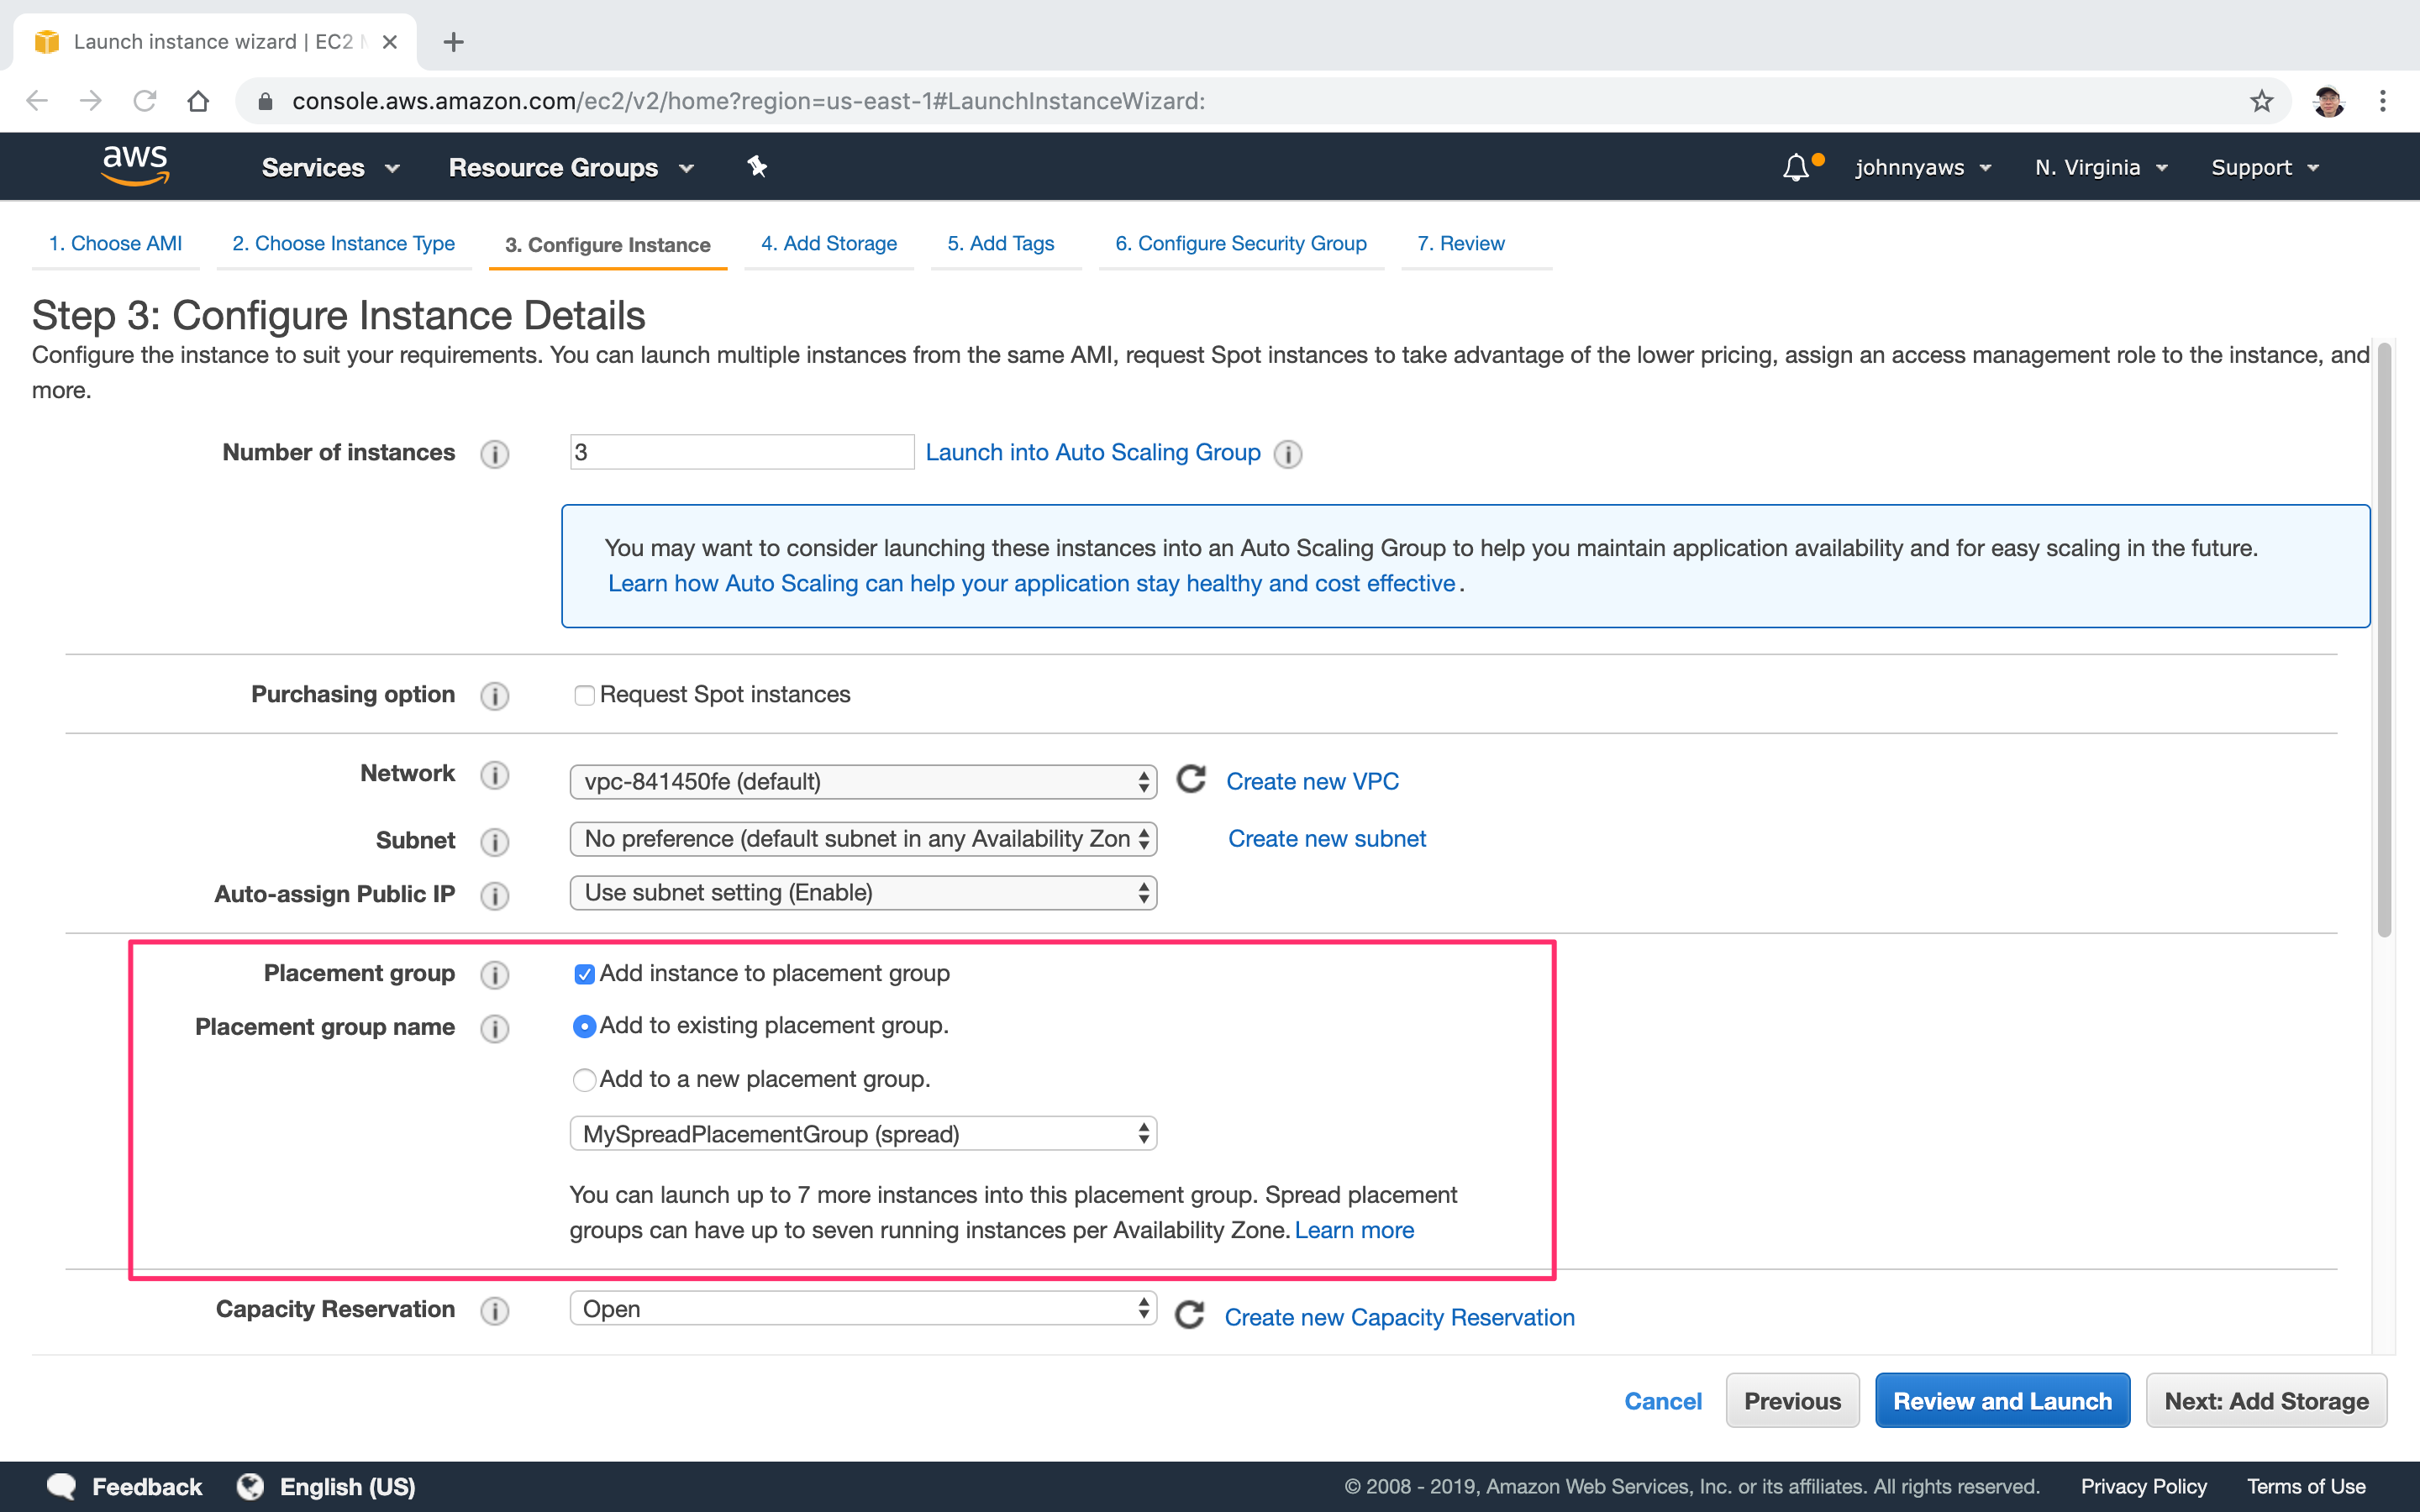 Launch instance wizard | EC2
console.aws.amazon.com/ec2/v2/home?region=us-east-1#LaunchInstanceWizard:
aws Services Resource Groups johnnyaws N. Virginia Support
1. Choose AMI 2. Choose Instance Type 3. Configure Instance 4. Add Storage 5. Add Tags 6. Configure Security Group 7. Review
Step 3: Configure Instance Details
Configure the instance to suit your requirements. You can launch multiple instances from the same AMI, request Spot instances to take advantage of the lower pricing, assign an access management role to the instance, and
more.
Number of instances 3 Launch into Auto Scaling Group
You may want to consider launching these instances into an Auto Scaling Group to help you maintain application availability and for easy scaling in the future.
Learn how Auto Scaling can help your application stay healthy and cost effective.
Purchasing option Request Spot instances
Network vpc-841450fe (default) Create new VPC
Subnet No preference (default subnet in any Availability Zon Create new subnet
Auto-assign Public IP Use subnet setting (Enable)
Placement group Add instance to placement group
Placement group name Add to existing placement group.
Add to a new placement group.
MySpreadPlacementGroup (spread)
You can launch up to 7 more instances into this placement group. Spread placement
groups can have up to seven running instances per Availability Zone. Learn more
Capacity Reservation Open Create new Capacity Reservation
Cancel Previous Review and Launch Next: Add Storage
Feedback English (US) © 2008 - 2019, Amazon Web Services, Inc. or its affiliates. All rights reserved. Privacy Policy Terms of Use